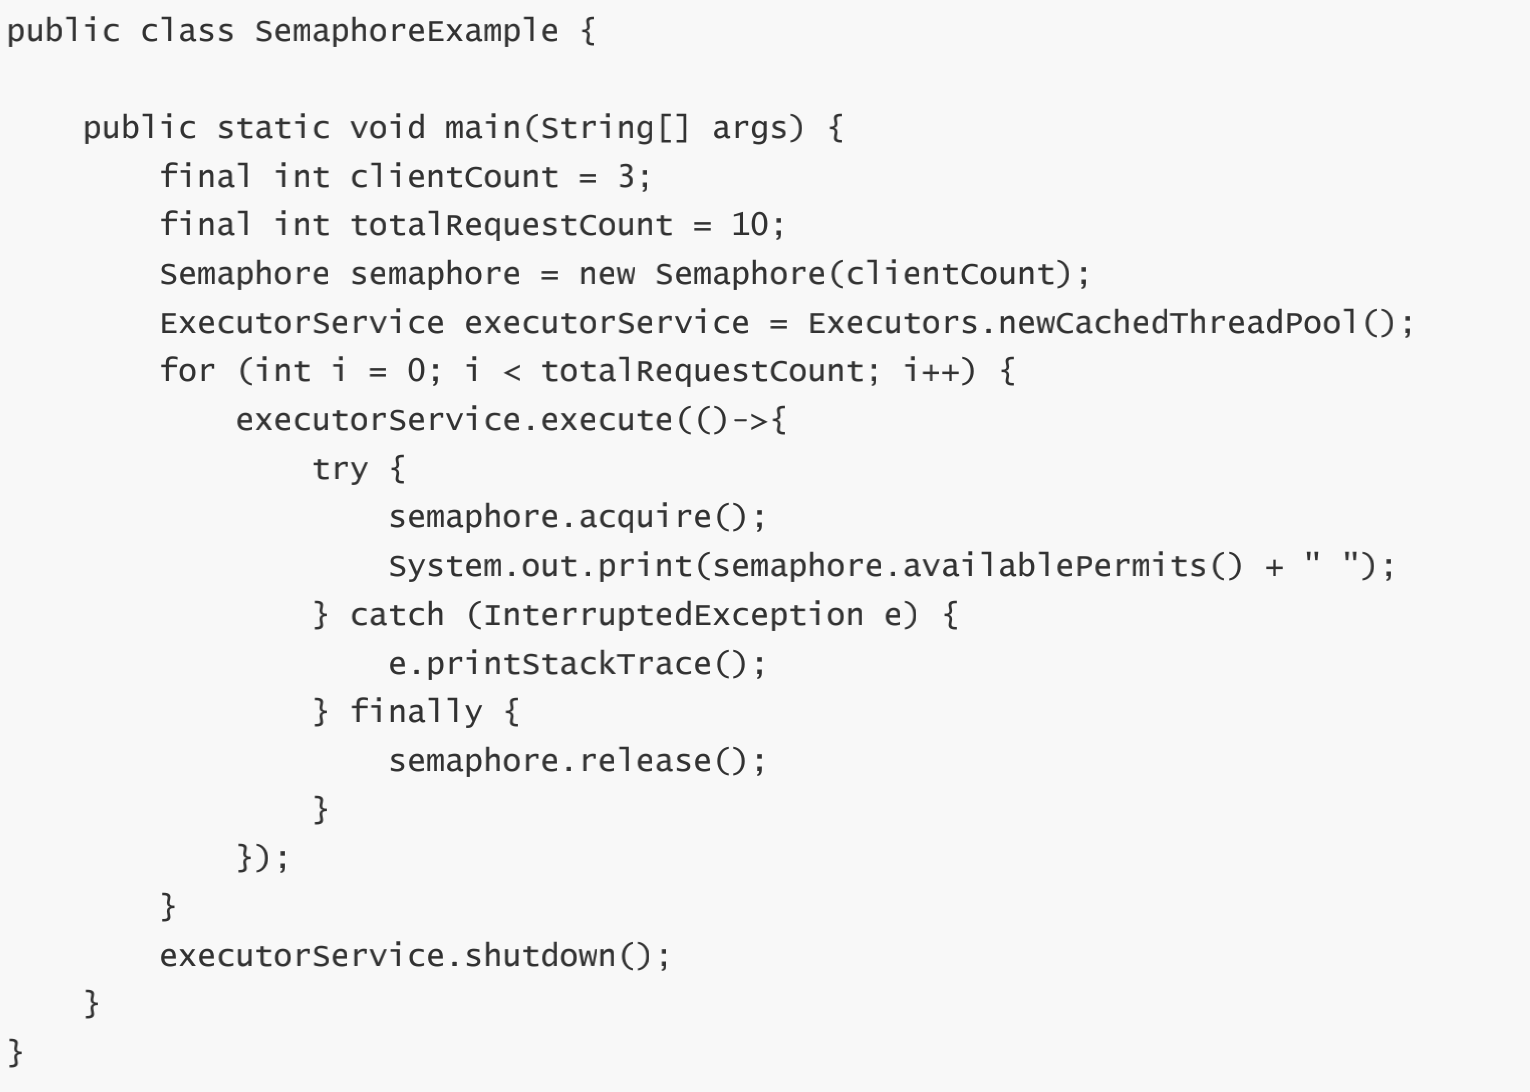 public class SemaphoreExample {

    public static void main(String[] args) {
        final int clientCount = 3;
        final int totalRequestCount = 10;
        Semaphore semaphore = new Semaphore(clientCount);
        ExecutorService executorService = Executors.newCachedThreadPool();
        for (int i = 0; i < totalRequestCount; i++) {
            executorService.execute(()->{
                try {
                    semaphore.acquire();
                    System.out.print(semaphore.availablePermits() + " ");
                } catch (InterruptedException e) {
                    e.printStackTrace();
                } finally {
                    semaphore.release();
                }
            });
        }
        executorService.shutdown();
    }
}